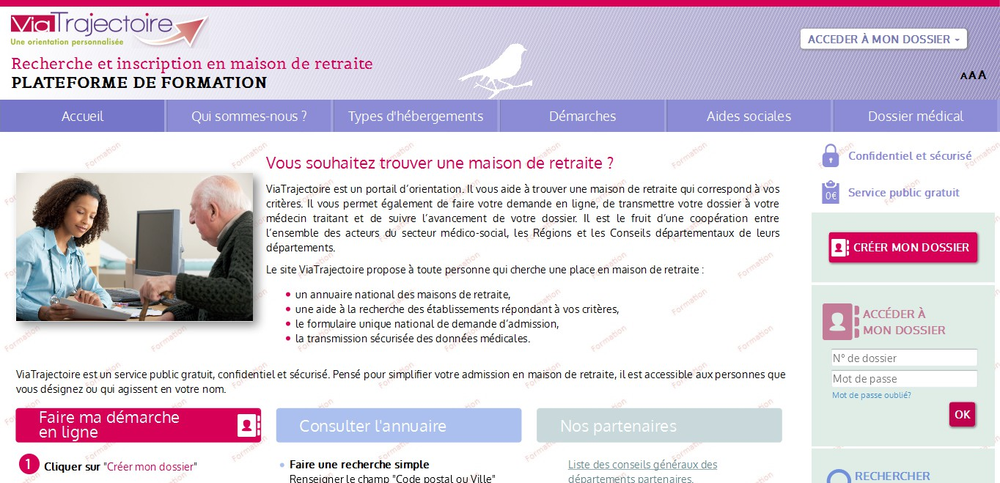 ViaTrajectoire
Une orientation personnalisée
Recherche et inscription en maison de retraite
PLATEFORME DE FORMATION
ACCEDER À MON DOSSIER
A A A
Accueil
Qui sommes-nous ?
Types d'hébergements
Démarches
Aides sociales
Dossier médical
Vous souhaitez trouver une maison de retraite ?
ViaTrajectoire est un portail d’orientation. Il vous aide à trouver une maison de retraite qui correspond à vos
critères. Il vous permet également de faire votre demande en ligne, de transmettre votre dossier à votre
médecin traitant et de suivre l’avancement de votre dossier. Il est le fruit d’une coopération entre
l’ensemble des acteurs du secteur médico-social, les Régions et les Conseils départementaux de leurs
départements.
Le site ViaTrajectoire propose à toute personne qui cherche une place en maison de retraite :
un annuaire national des maisons de retraite,
une aide à la recherche des établissements répondant à vos critères,
le formulaire unique national de demande d’admission,
la transmission sécurisée des données médicales.
ViaTrajectoire est un service public gratuit, confidentiel et sécurisé. Pensé pour simplifier votre admission en maison de retraite, il est accessible aux personnes que
vous désignez ou qui agissent en votre nom.
Faire ma démarche
en ligne
1 Cliquer sur "Créer mon dossier"
Consulter l'annuaire
Faire une recherche simple
Renseigner le champ "Code postal ou Ville"
Nos partenaires
Liste des conseils généraux des
départements partenaires.
Confidentiel et sécurisé
0€
Service public gratuit
CRÉER MON DOSSIER
ACCÉDER À
MON DOSSIER
N° de dossier
Mot de passe
Mot de passe oublié?
OK
RECHERCHER
Formation